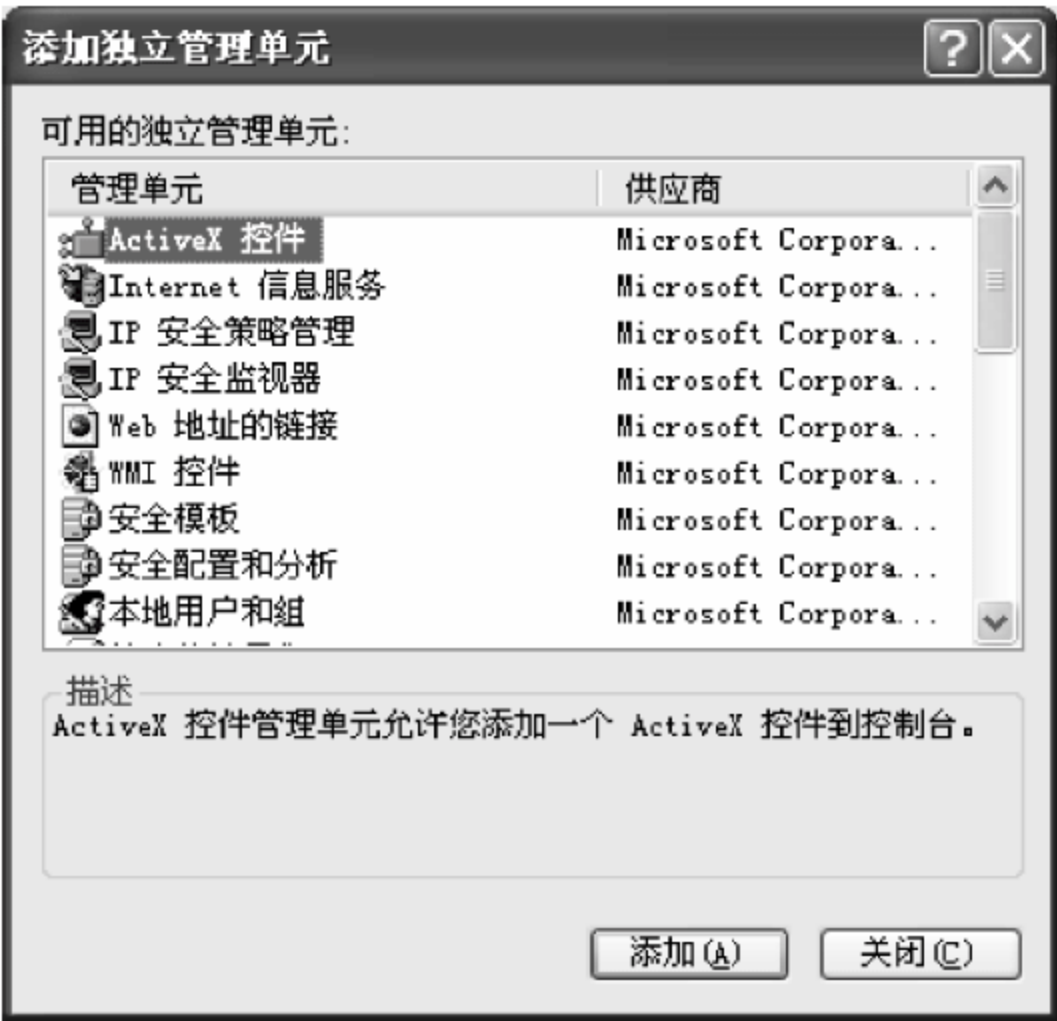 添加独立管理单元
可用的独立管理单元:
管理单元 供应商
ActiveX 控件 Microsoft Corpora...
Internet 信息服务 Microsoft Corpora...
IP 安全策略管理 Microsoft Corpora...
IP 安全监视器 Microsoft Corpora...
Web 地址的链接 Microsoft Corpora...
WMI 控件 Microsoft Corpora...
安全模板 Microsoft Corpora...
安全配置和分析 Microsoft Corpora...
本地用户和组 Microsoft Corpora...
描述
ActiveX 控件管理单元允许您添加一个 ActiveX 控件到控制台。
添加(A) 关闭(C)